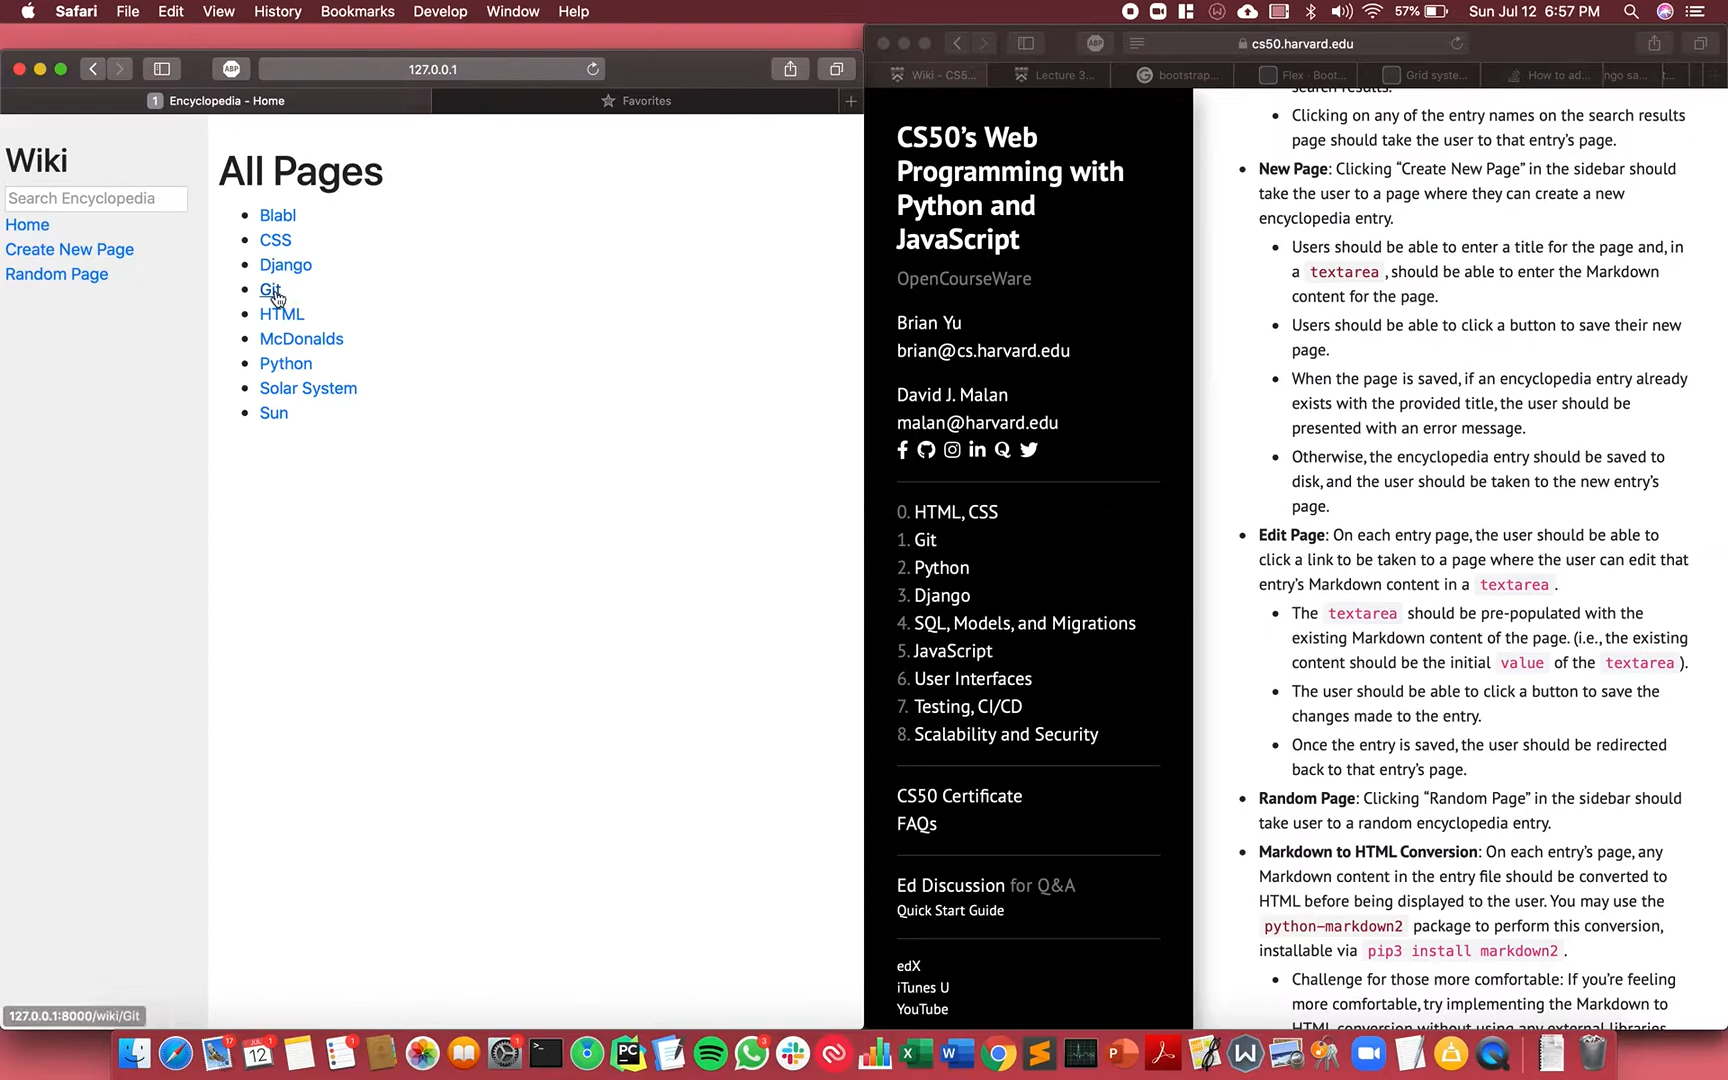 Safari File Edit View History Bookmarks Develop Window Help
57% Sun Jul 12 6:57 PM
ABP 127.0.0.1
1 Encyclopedia - Home
Favorites
Wiki
Search Encyclopedia
Home
Create New Page
Random Page
All Pages
Blabl
CSS
Django
Git
HTML
McDonalds
Python
Solar System
Sun
127.0.0.1:8000/wiki/Git
ABP cs50.harvard.edu
Wiki - CS5... Lecture 3... bootstrap... Flex · Boot... Grid syste... How to ad... ngo sa... t...
CS50's Web
Programming with
Python and
JavaScript
OpenCourseWare
Brian Yu
brian@cs.harvard.edu
David J. Malan
malan@harvard.edu
0. HTML, CSS
1. Git
2. Python
3. Django
4. SQL, Models, and Migrations
5. JavaScript
6. User Interfaces
7. Testing, CI/CD
8. Scalability and Security
CS50 Certificate
FAQs
Ed Discussion for Q&A
Quick Start Guide
edX
iTunes U
YouTube
search results.
Clicking on any of the entry names on the search results
page should take the user to that entry's page.
New Page: Clicking “Create New Page” in the sidebar should
take the user to a page where they can create a new
encyclopedia entry.
Users should be able to enter a title for the page and, in
a textarea, should be able to enter the Markdown
content for the page.
Users should be able to click a button to save their new
page.
When the page is saved, if an encyclopedia entry already
exists with the provided title, the user should be
presented with an error message.
Otherwise, the encyclopedia entry should be saved to
disk, and the user should be taken to the new entry's
page.
Edit Page: On each entry page, the user should be able to
click a link to be taken to a page where the user can edit that
entry's Markdown content in a textarea.
The textarea should be pre-populated with the
existing Markdown content of the page. (i.e., the existing
content should be the initial value of the textarea).
The user should be able to click a button to save the
changes made to the entry.
Once the entry is saved, the user should be redirected
back to that entry's page.
Random Page: Clicking “Random Page” in the sidebar should
take user to a random encyclopedia entry.
Markdown to HTML Conversion: On each entry's page, any
Markdown content in the entry file should be converted to
HTML before being displayed to the user. You may use the
python-markdown2 package to perform this conversion,
installable via pip3 install markdown2.
Challenge for those more comfortable: If you're feeling
more comfortable, try implementing the Markdown to
HTML conversion without using any external libraries,